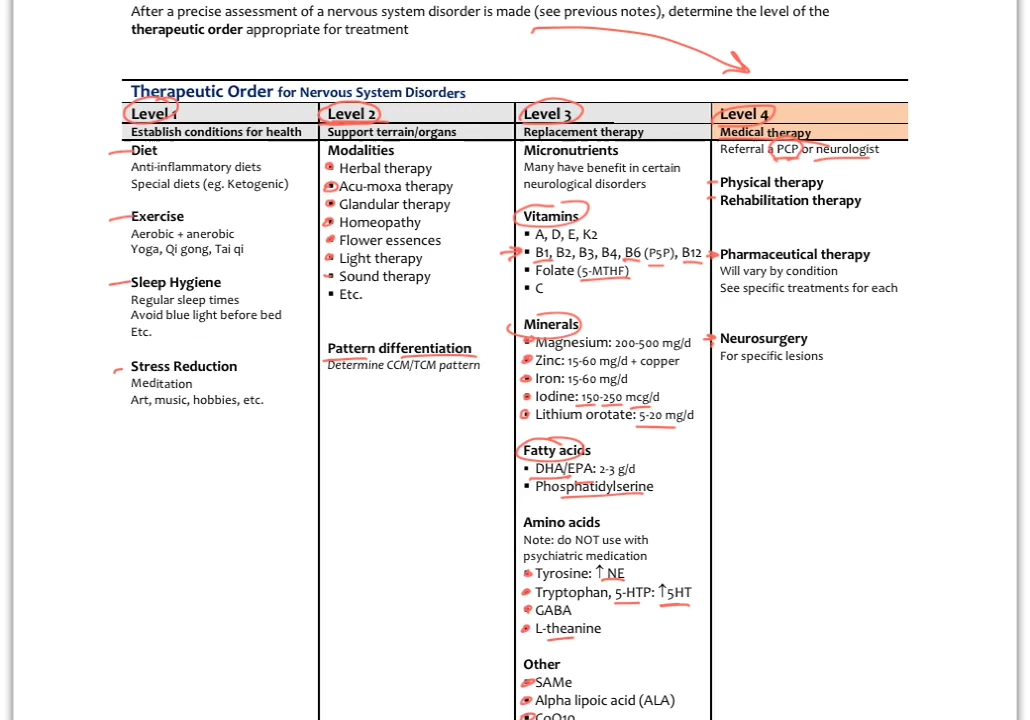 After a precise assessment of a nervous system disorder is made (see previous notes), determine the level of the
therapeutic order appropriate for treatment
Therapeutic Order for Nervous System Disorders
Level 1
Establish conditions for health
Diet
Anti-inflammatory diets
Special diets (eg. Ketogenic)
Exercise
Aerobic + anerobic
Yoga, Qi gong, Tai qi
Sleep Hygiene
Regular sleep times
Avoid blue light before bed
Etc.
Stress Reduction
Meditation
Art, music, hobbies, etc.
Level 2
Support terrain/organs
Modalities
▪ Herbal therapy
▪ Acu-moxa therapy
▪ Glandular therapy
▪ Homeopathy
▪ Flower essences
▪ Light therapy
▪ Sound therapy
▪ Etc.
Pattern differentiation
Determine CCM/TCM pattern
Level 3
Replacement therapy
Micronutrients
Many have benefit in certain
neurological disorders
Vitamins
▪ A, D, E, K2
▪ B1, B2, B3, B4, B6 (P5P), B12
▪ Folate (5-MTHF)
▪ C
Minerals
▪ Magnesium: 200-500 mg/d
▪ Zinc: 15-60 mg/d + copper
▪ Iron: 15-60 mg/d
▪ Iodine: 150-250 mcg/d
▪ Lithium orotate: 5-20 mg/d
Fatty acids
▪ DHA/EPA: 2-3 g/d
▪ Phosphatidylserine
Amino acids
Note: do NOT use with
psychiatric medication
▪ Tyrosine: ↑ NE
▪ Tryptophan, 5-HTP: ↑5HT
▪ GABA
▪ L-theanine
Other
▪ SAMe
▪ Alpha lipoic acid (ALA)
▪ CoQ10
Level 4
Medical therapy
Referral a PCP or neurologist
Physical therapy
Rehabilitation therapy
Pharmaceutical therapy
Will vary by condition
See specific treatments for each
Neurosurgery
For specific lesions